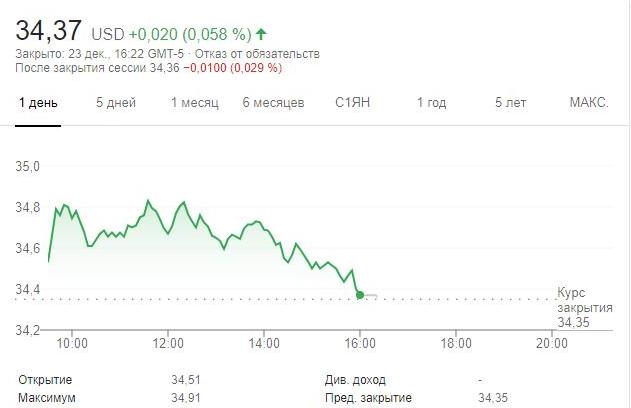 34,37 USD +0,020 (0,058 %)
Закрыто: 23 дек., 16:22 GMT-5 · Отказ от обязательств
После закрытия сессии 34,36 −0,0100 (0,029 %)
1 день 5 дней 1 месяц 6 месяцев С1ЯН 1 год 5 лет МАКС.
35,0
34,8
34,6
34,4
34,2
Курс
закрытия
34,35
10:00 12:00 14:00 16:00 18:00 20:00
Открытие 34,51 Див. доход -
Максимум 34,91 Пред. закрытие 34,35